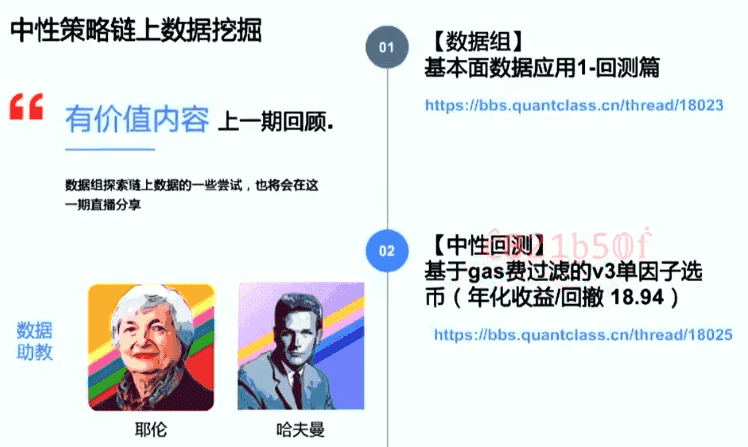 中性策略链上数据挖掘
有价值内容 上一期回顾.
数据组探索链上数据的一些尝试，也将会在这
一期直播分享
数据
助教
耶伦
哈夫曼
01
【数据组】
基本面数据应用1-回测篇
https://bbs.quantclass.cn/thread/18023
02
【中性回测】
基于gas费过滤的v3单因子选
币（年化收益/回撤 18.94）
https://bbs.quantclass.cn/thread/18025